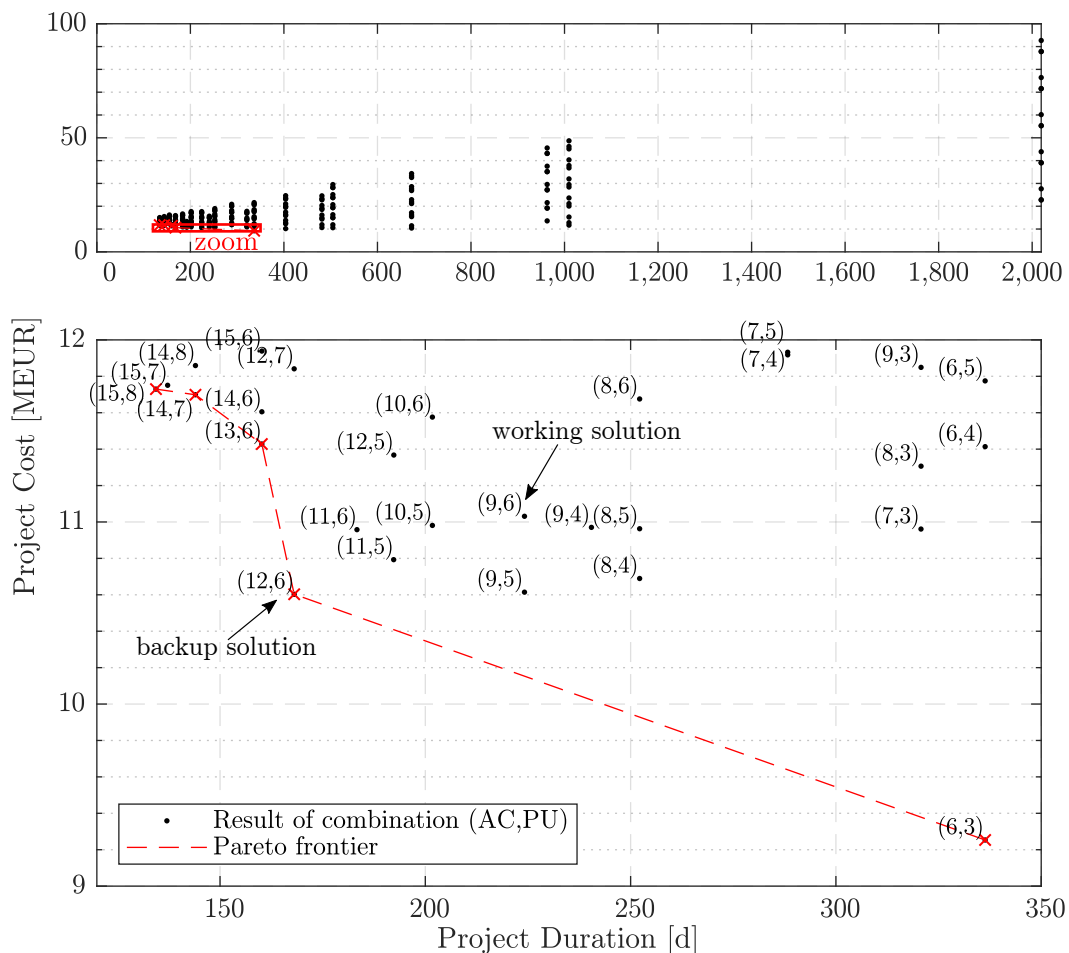 100
50
0
zoom
0 200 400 600 800 1,000 1,200 1,400 1,600 1,800 2,000
Project Cost [MEUR]
12
11
10
9
(7,5)
(15,6)
(14,8) (12,7) (7,4) (9,3)
(15,7) (6,5)
(15,8)
(14,7) (14,6) (10,6) (8,6)
(13,6) (12,5) working solution (6,4)
(8,3)
(11,6) (10,5) (9,6) (9,4) (8,5) (7,3)
(11,5)
(12,6) (9,5) (8,4)
backup solution
(6,3)
Result of combination (AC,PU)
Pareto frontier
150 200 250 300 350
Project Duration [d]